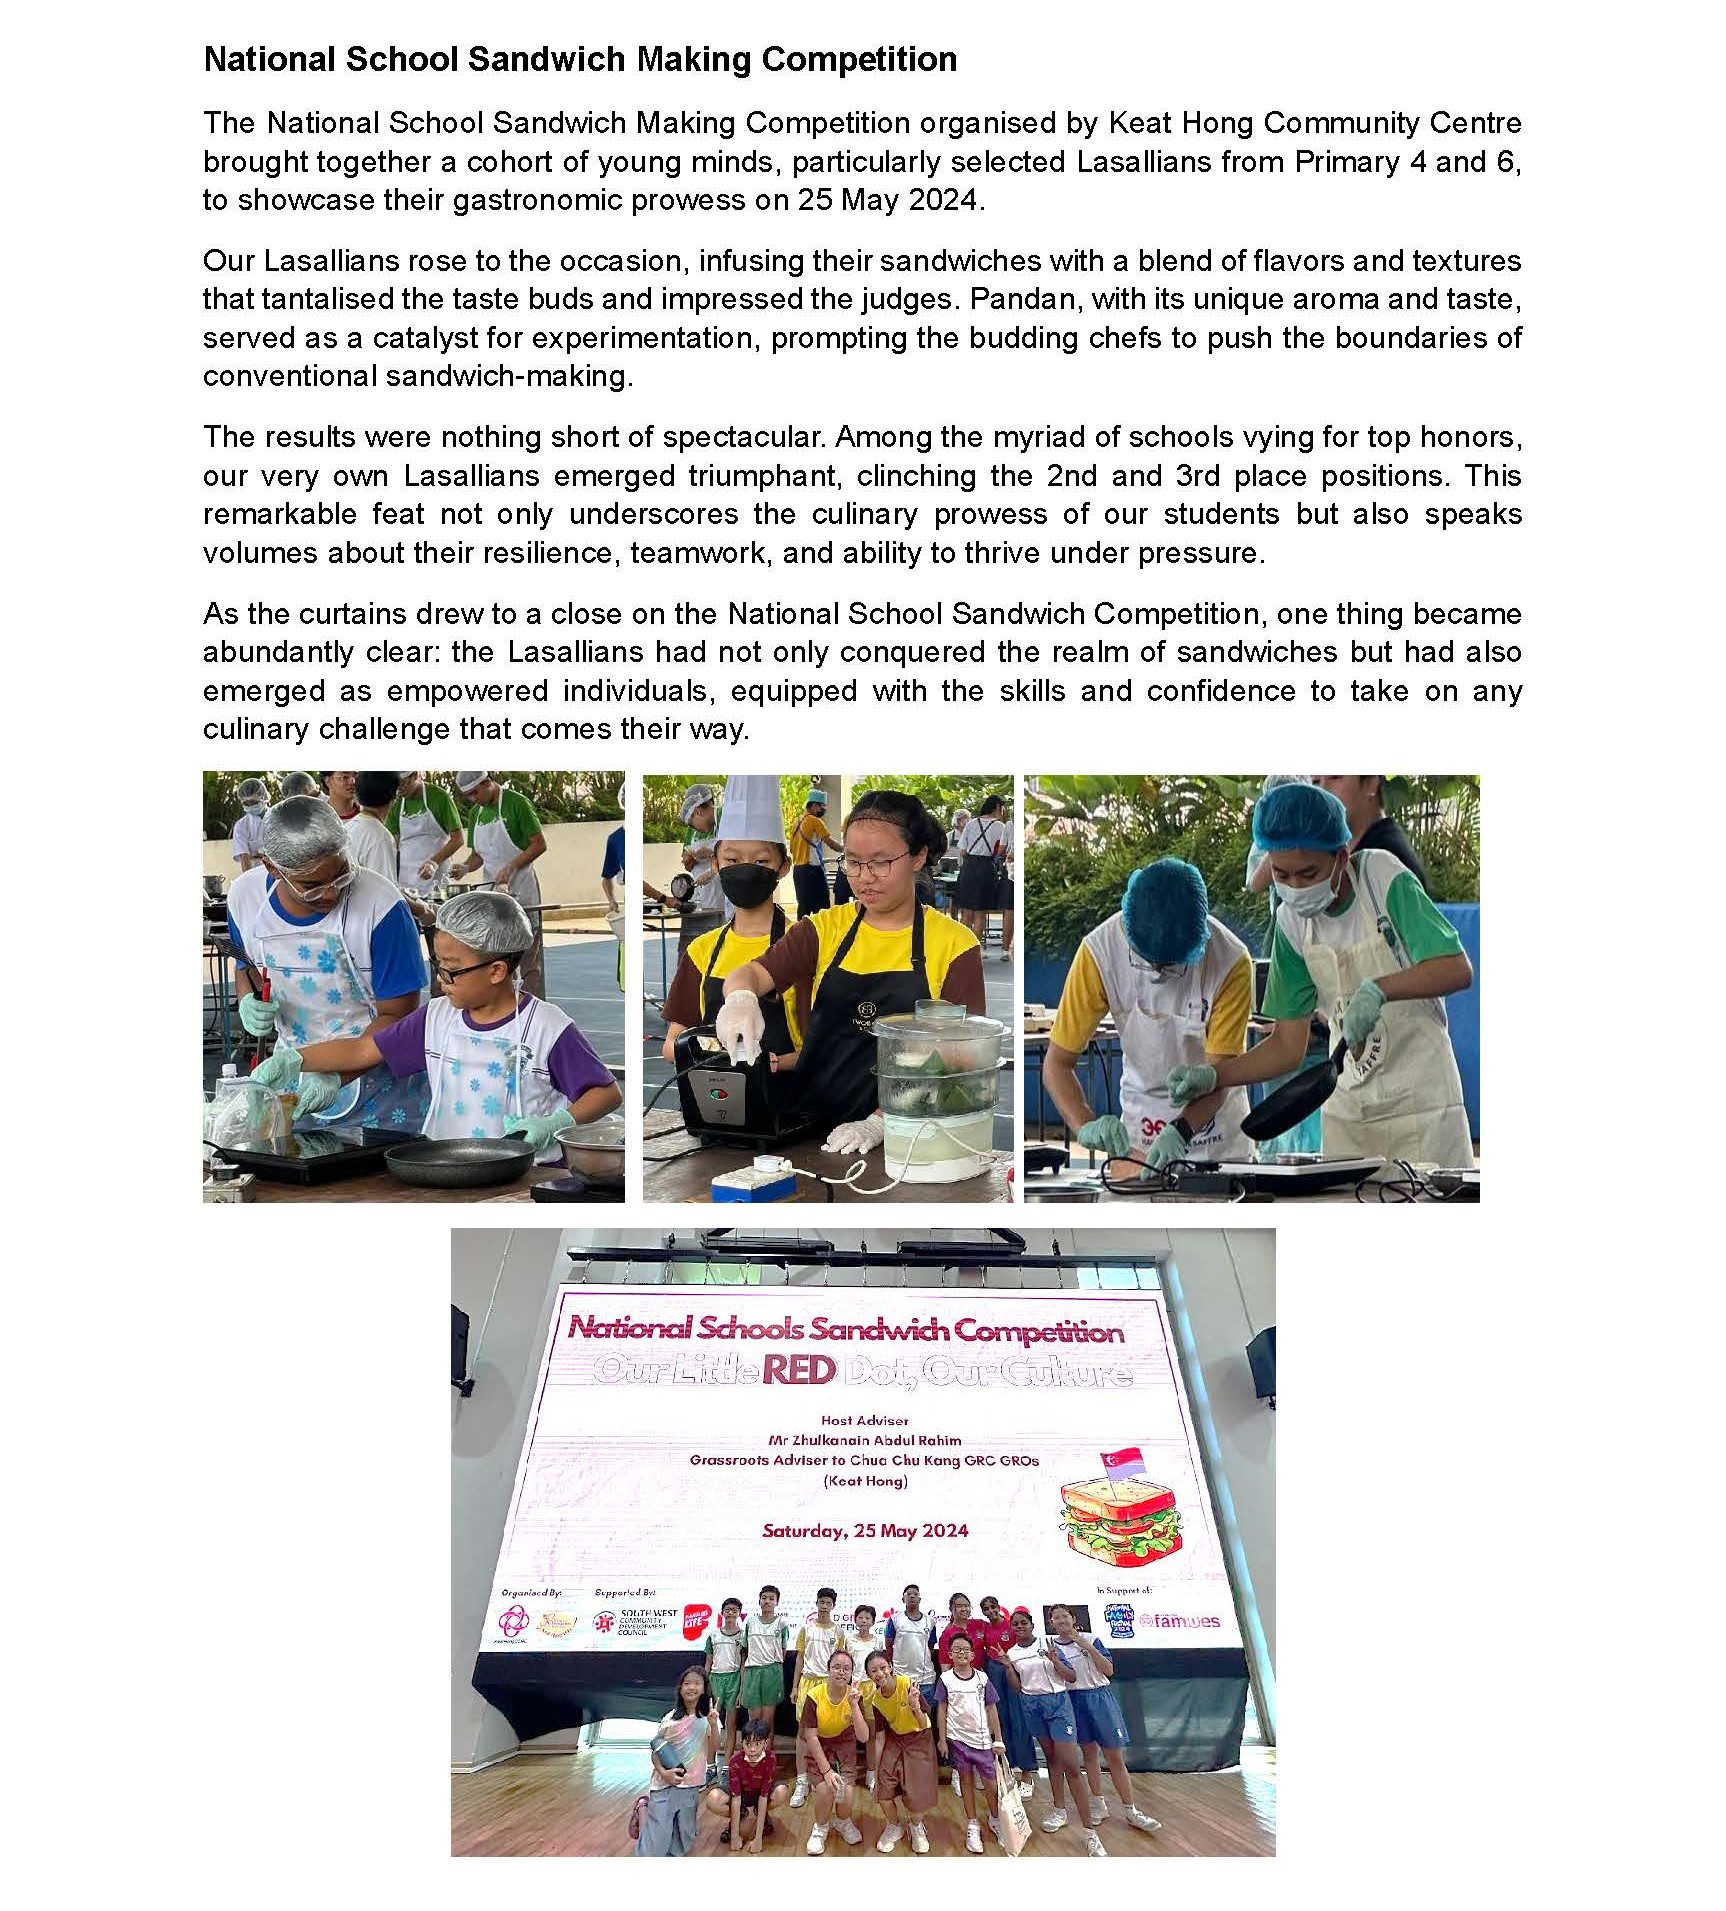 National School Sandwich Making Competition
The National School Sandwich Making Competition organised by Keat Hong Community Centre
brought together a cohort of young minds, particularly selected Lasallians from Primary 4 and 6,
to showcase their gastronomic prowess on 25 May 2024.
Our Lasallians rose to the occasion, infusing their sandwiches with a blend of flavors and textures
that tantalised the taste buds and impressed the judges. Pandan, with its unique aroma and taste,
served as a catalyst for experimentation, prompting the budding chefs to push the boundaries of
conventional sandwich-making.
The results were nothing short of spectacular. Among the myriad of schools vying for top honors,
our very own Lasallians emerged triumphant, clinching the 2nd and 3rd place positions. This
remarkable feat not only underscores the culinary prowess of our students but also speaks
volumes about their resilience, teamwork, and ability to thrive under pressure.
As the curtains drew to a close on the National School Sandwich Competition, one thing became
abundantly clear: the Lasallians had not only conquered the realm of sandwiches but had also
emerged as empowered individuals, equipped with the skills and confidence to take on any
culinary challenge that comes their way.
National Schools Sandwich Competition
Our Little RED Dot, Our Culture
Host Adviser
Mr Zhulkanain Abdul Rahim
Grassroots Adviser to Chua Chu Kang GRC GROs
(Keat Hong)
Saturday, 25 May 2024
Organised By:
Supported By:
In Support of:
SOUTH WEST
COMMUNITY
DEVELOPMENT
COUNCIL
families